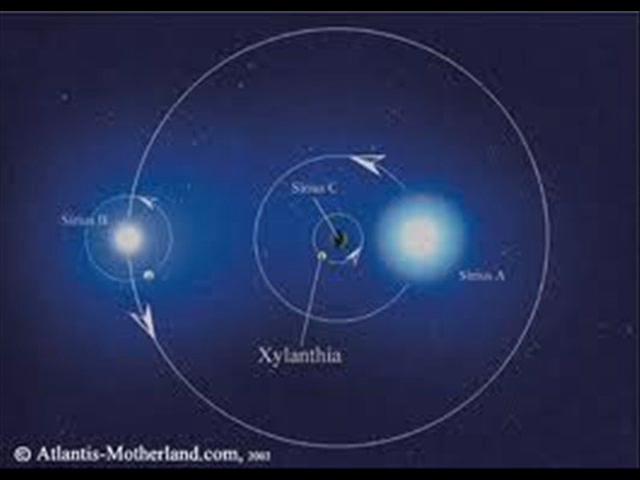 Sirius C
Sirius B
Sirius A
Xylanthia
© Atlantis-Motherland.com, 2003